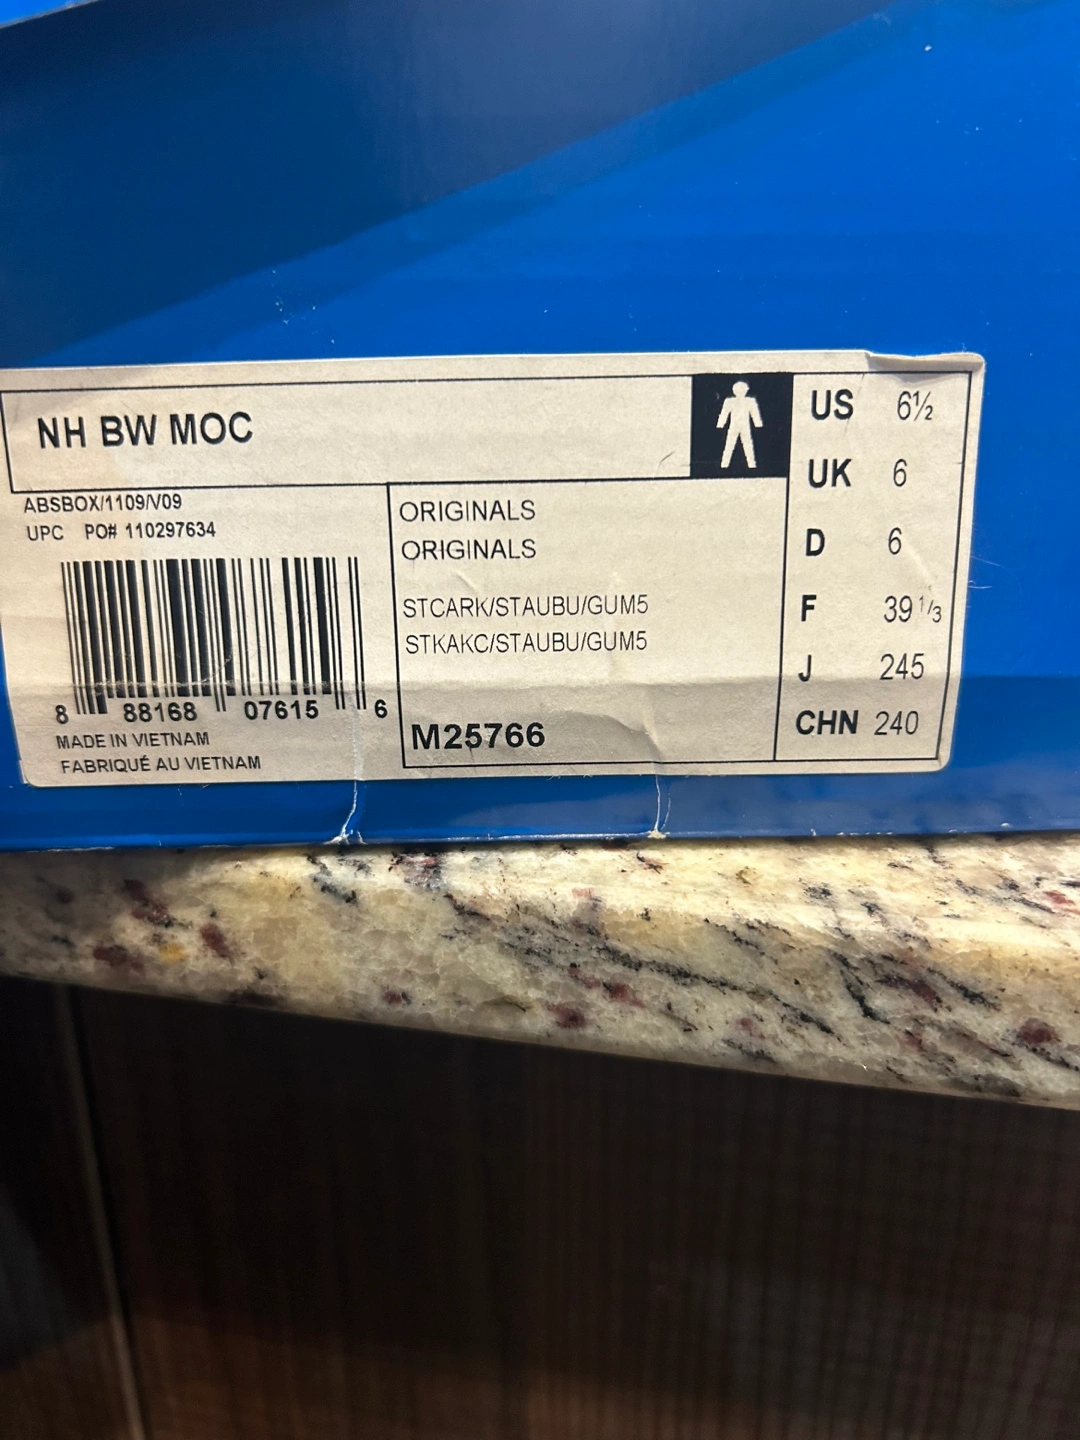 NH BW MOC
ABSBOX/1109/V09
UPC PO# 110297634
8 88168 07615 6
MADE IN VIETNAM
FABRIQUÉ AU VIETNAM
ORIGINALS
ORIGINALS
STCARK/STAUBU/GUM5
STKAKC/STAUBU/GUM5
M25766
US 6½
UK 6
D 6
F 39 1/3
J 245
CHN 240